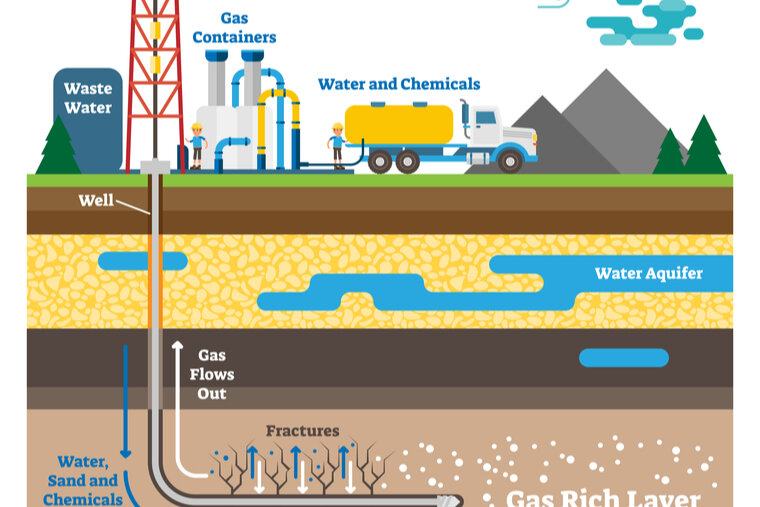 Gas
Containers
Water and Chemicals
Waste
Water
Well
Water Aquifer
Gas
Flows
Out
Fractures
Water,
Sand and
Chemicals
Gas Rich Layer